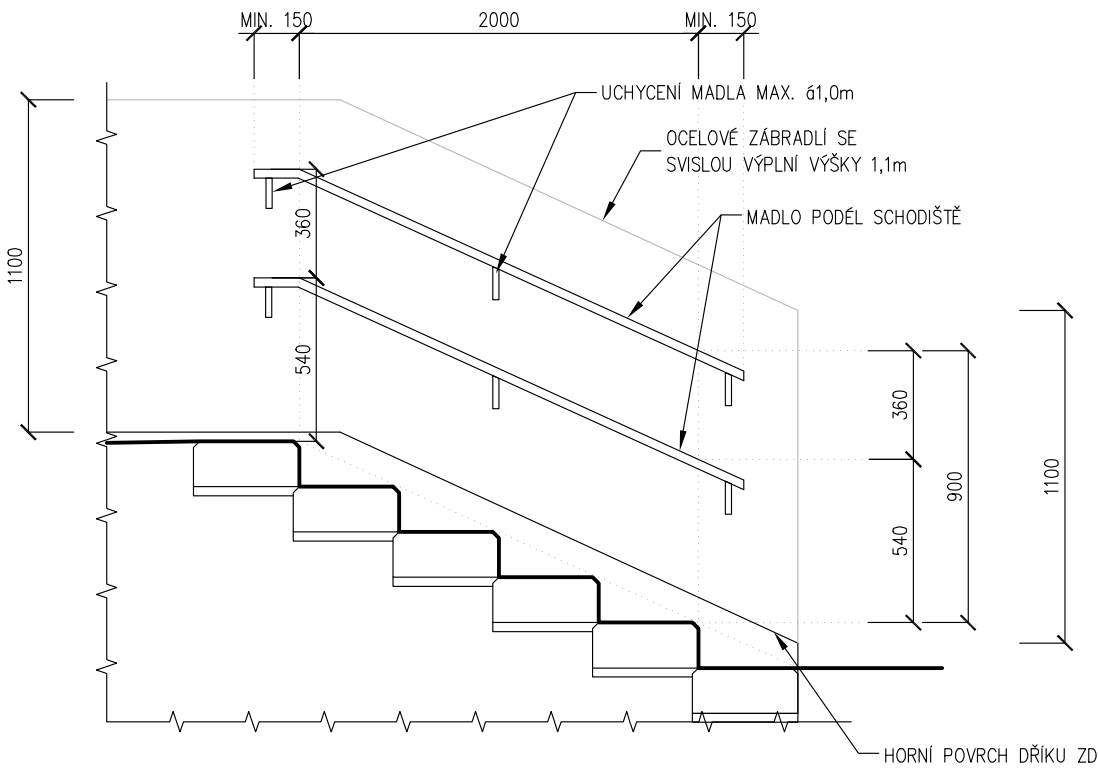 MIN. 150
2000
MIN. 150
UCHYCENÍ MADLA MAX. á1,0m
OCELOVÉ ZÁBRADLÍ SE
SVISLOU VÝPLNÍ VÝŠKY 1,1m
MADLO PODÉL SCHODIŠTĚ
1100
360
540
360
540
900
1100
HORNÍ POVRCH DŘÍKU ZD